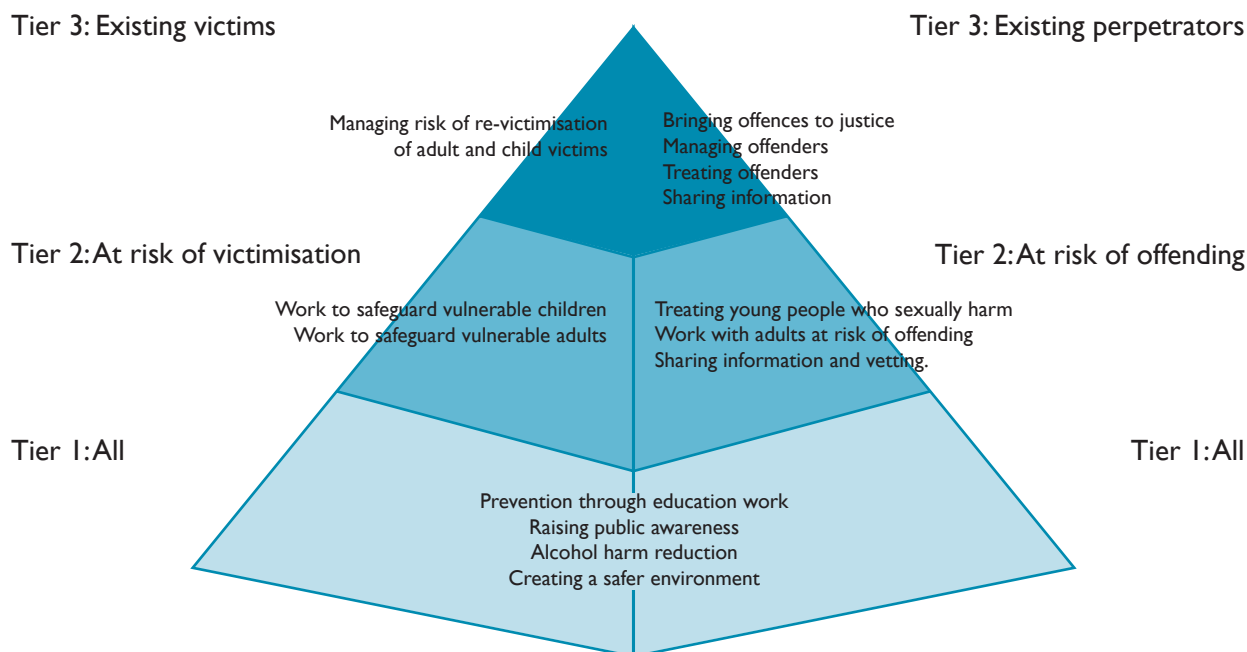 Tier 3: Existing victims
Tier 3: Existing perpetrators
Managing risk of re-victimisation
of adult and child victims
Bringing offences to justice
Managing offenders
Treating offenders
Sharing information
Tier 2: At risk of victimisation
Tier 2: At risk of offending
Work to safeguard vulnerable children
Work to safeguard vulnerable adults
Treating young people who sexually harm
Work with adults at risk of offending
Sharing information and vetting.
Tier 1: All
Tier 1: All
Prevention through education work
Raising public awareness
Alcohol harm reduction
Creating a safer environment